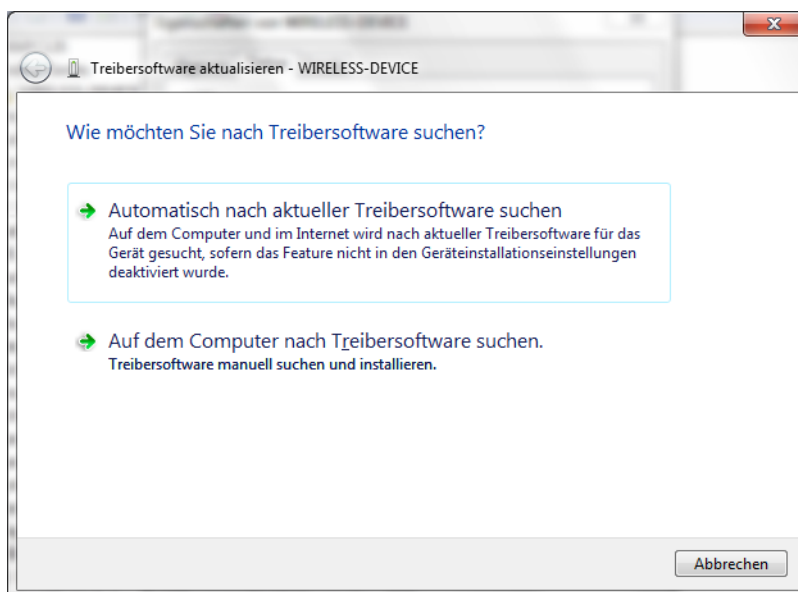 Treibersoftware aktualisieren - WIRELESS-DEVICE
Wie möchten Sie nach Treibersoftware suchen?
Automatisch nach aktueller Treibersoftware suchen
Auf dem Computer und im Internet wird nach aktueller Treibersoftware für das
Gerät gesucht, sofern das Feature nicht in den Geräteinstallationseinstellungen
deaktiviert wurde.
Auf dem Computer nach Treibersoftware suchen.
Treibersoftware manuell suchen und installieren.
Abbrechen